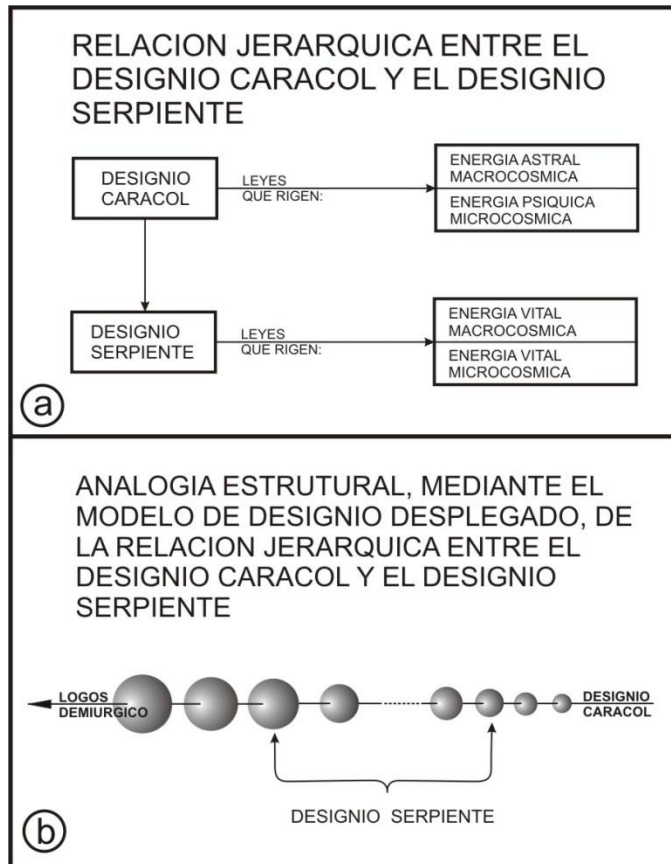 RELACION JERARQUICA ENTRE EL
DESIGNIO CARACOL Y EL DESIGNIO
SERPIENTE
DESIGNIO
CARACOL
LEYES
QUE RIGEN:
ENERGIA ASTRAL
MACROCOSMICA
ENERGIA PSIQUICA
MICROCOSMICA
DESIGNIO
SERPIENTE
LEYES
QUE RIGEN:
ENERGIA VITAL
MACROCOSMICA
ENERGIA VITAL
MICROCOSMICA
a
ANALOGIA ESTRUTURAL, MEDIANTE EL
MODELO DE DESIGNIO DESPLEGADO, DE
LA RELACION JERARQUICA ENTRE EL
DESIGNIO CARACOL Y EL DESIGNIO
SERPIENTE
LOGOS
DEMIURGICO
DESIGNIO
CARACOL
DESIGNIO SERPIENTE
b